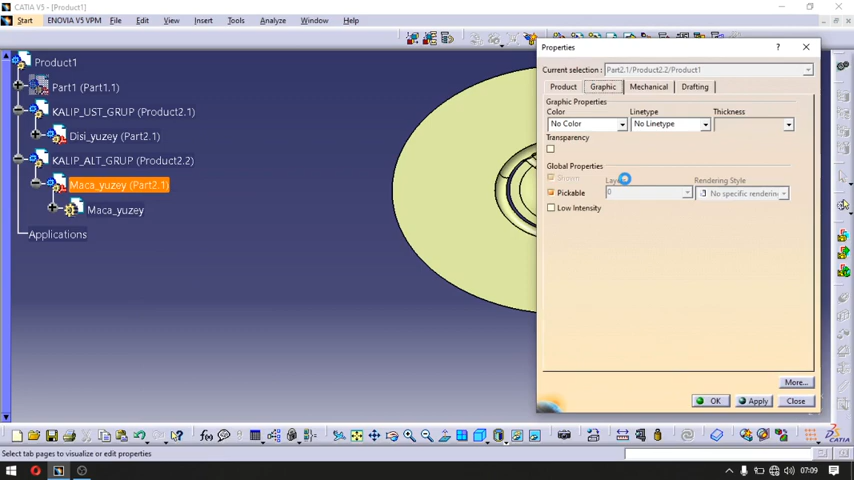 CATIA V5 - [Product1]
Start ENOVIA V5 VPM File Edit View Insert Tools Analyze Window Help
Product1
Part1 (Part1.1)
KALIP_UST_GRUP (Product2.1)
Disi_yuzey (Part2.1)
KALIP_ALT_GRUP (Product2.2)
Maca_yuzey (Part2.1)
Maca_yuzey
Applications
Properties
Current selection : Part2.1/Product2.2/Product1
Product Graphic Mechanical Drafting
Graphic Properties
Color Linetype Thickness
No Color No Linetype
Transparency
Global Properties
Shown Rendering Style
Pickable 0 No specific renderin
Low Intensity
More...
OK Apply Close
Select tab pages to visualize or edit properties
07:09